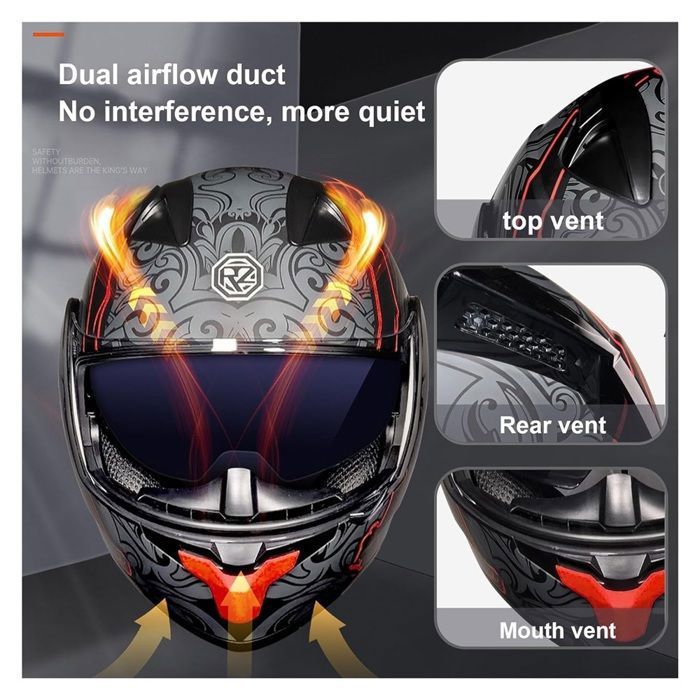 Dual airflow duct
No interference, more quiet
SAFETY
WITHOUTBURDEN,
HELMETS ARE THE KING'S WAY
top vent
RZ
Rear vent
Mouth vent